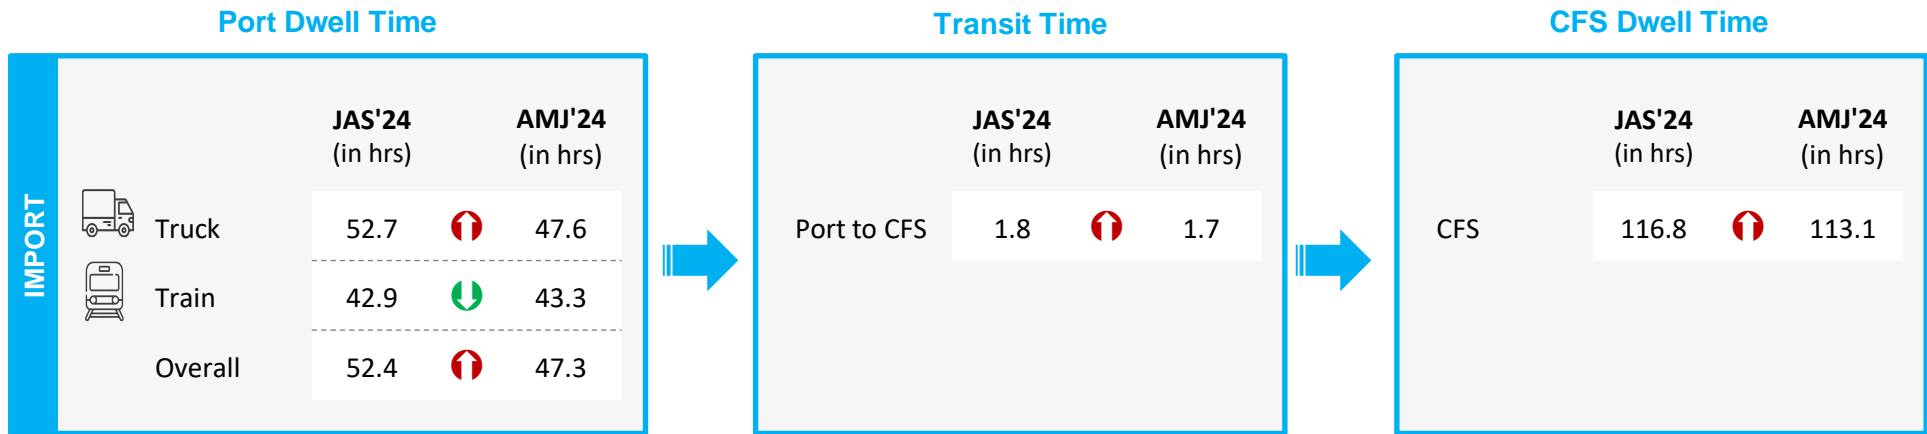 Port Dwell Time
Transit Time
CFS Dwell Time
IMPORT
JAS'24 AMJ'24
(in hrs) (in hrs)
Truck 52.7 47.6
Train 42.9 43.3
Overall 52.4 47.3
JAS'24 AMJ'24
(in hrs) (in hrs)
Port to CFS 1.8 1.7
JAS'24 AMJ'24
(in hrs) (in hrs)
CFS 116.8 113.1